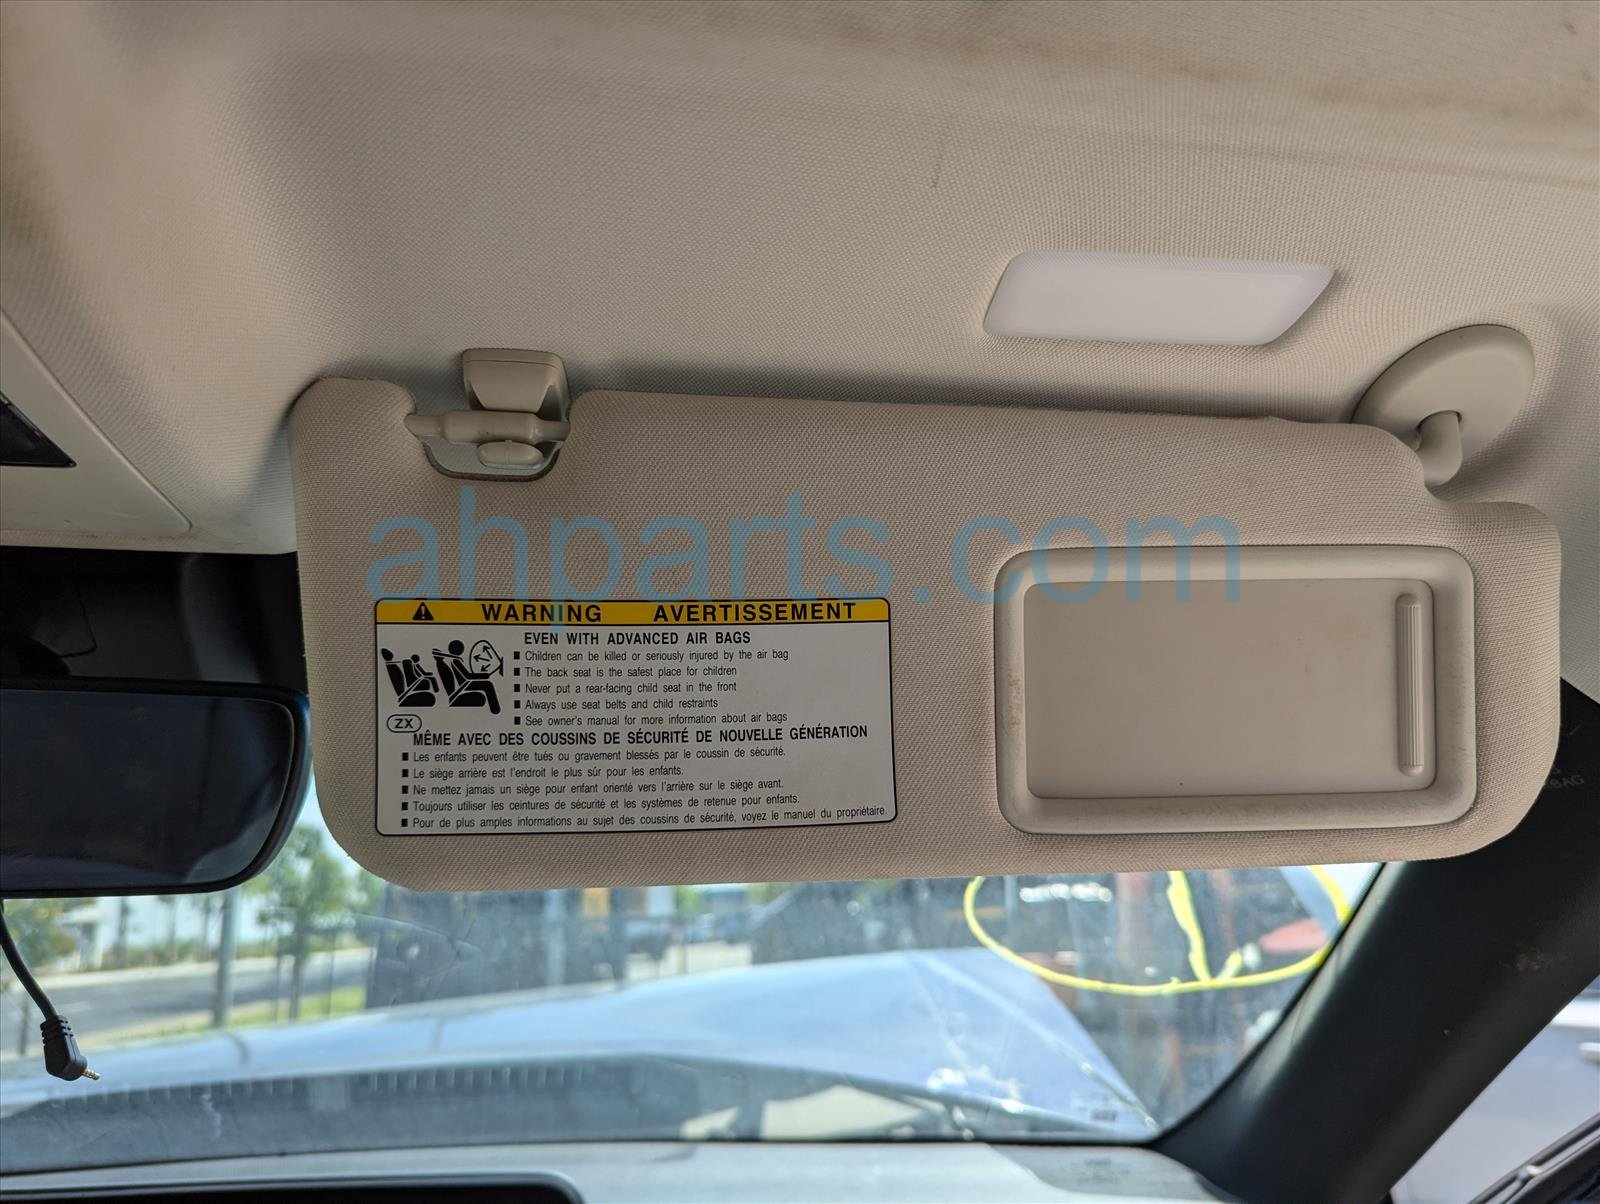 ahparts.com
WARNING AVERTISSEMENT
EVEN WITH ADVANCED AIR BAGS
■ Children can be killed or seriously injured by the air bag
■ The back seat is the safest place for children
■ Never put a rear-facing child seat in the front
■ Always use seat belts and child restraints
■ See owner's manual for more information about air bags
ZX
MÊME AVEC DES COUSSINS DE SÉCURITÉ DE NOUVELLE GÉNÉRATION
■ Les enfants peuvent être tués ou gravement blessés par le coussin de sécurité.
■ Le siège arrière est l'endroit le plus sûr pour les enfants.
■ Ne mettez jamais un siège pour enfant orienté vers l'arrière sur le siège avant.
■ Toujours utiliser les ceintures de sécurité et les systèmes de retenue pour enfants.
■ Pour de plus amples informations au sujet des coussins de sécurité, voyez le manuel du propriétaire.